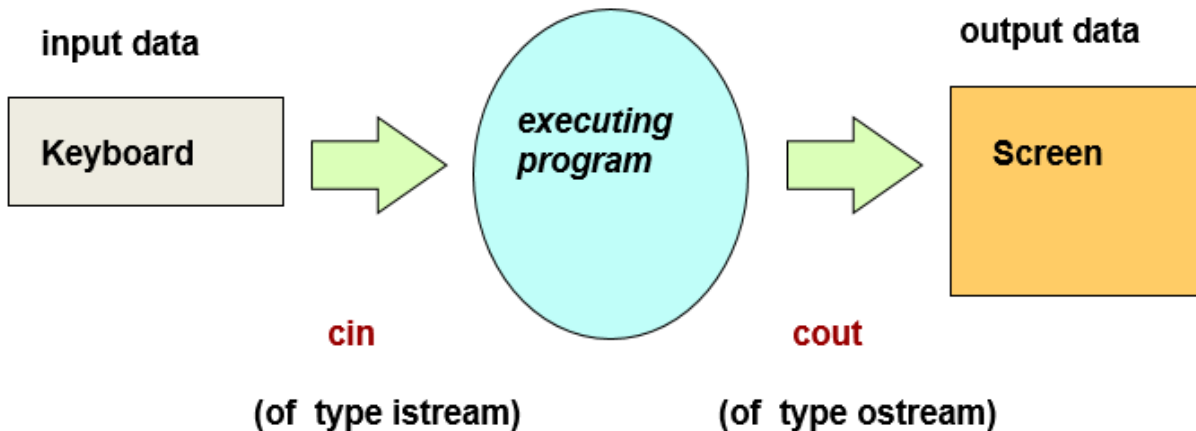 input data
output data
Keyboard
executing
program
Screen
cin
cout
(of type istream)
(of type ostream)